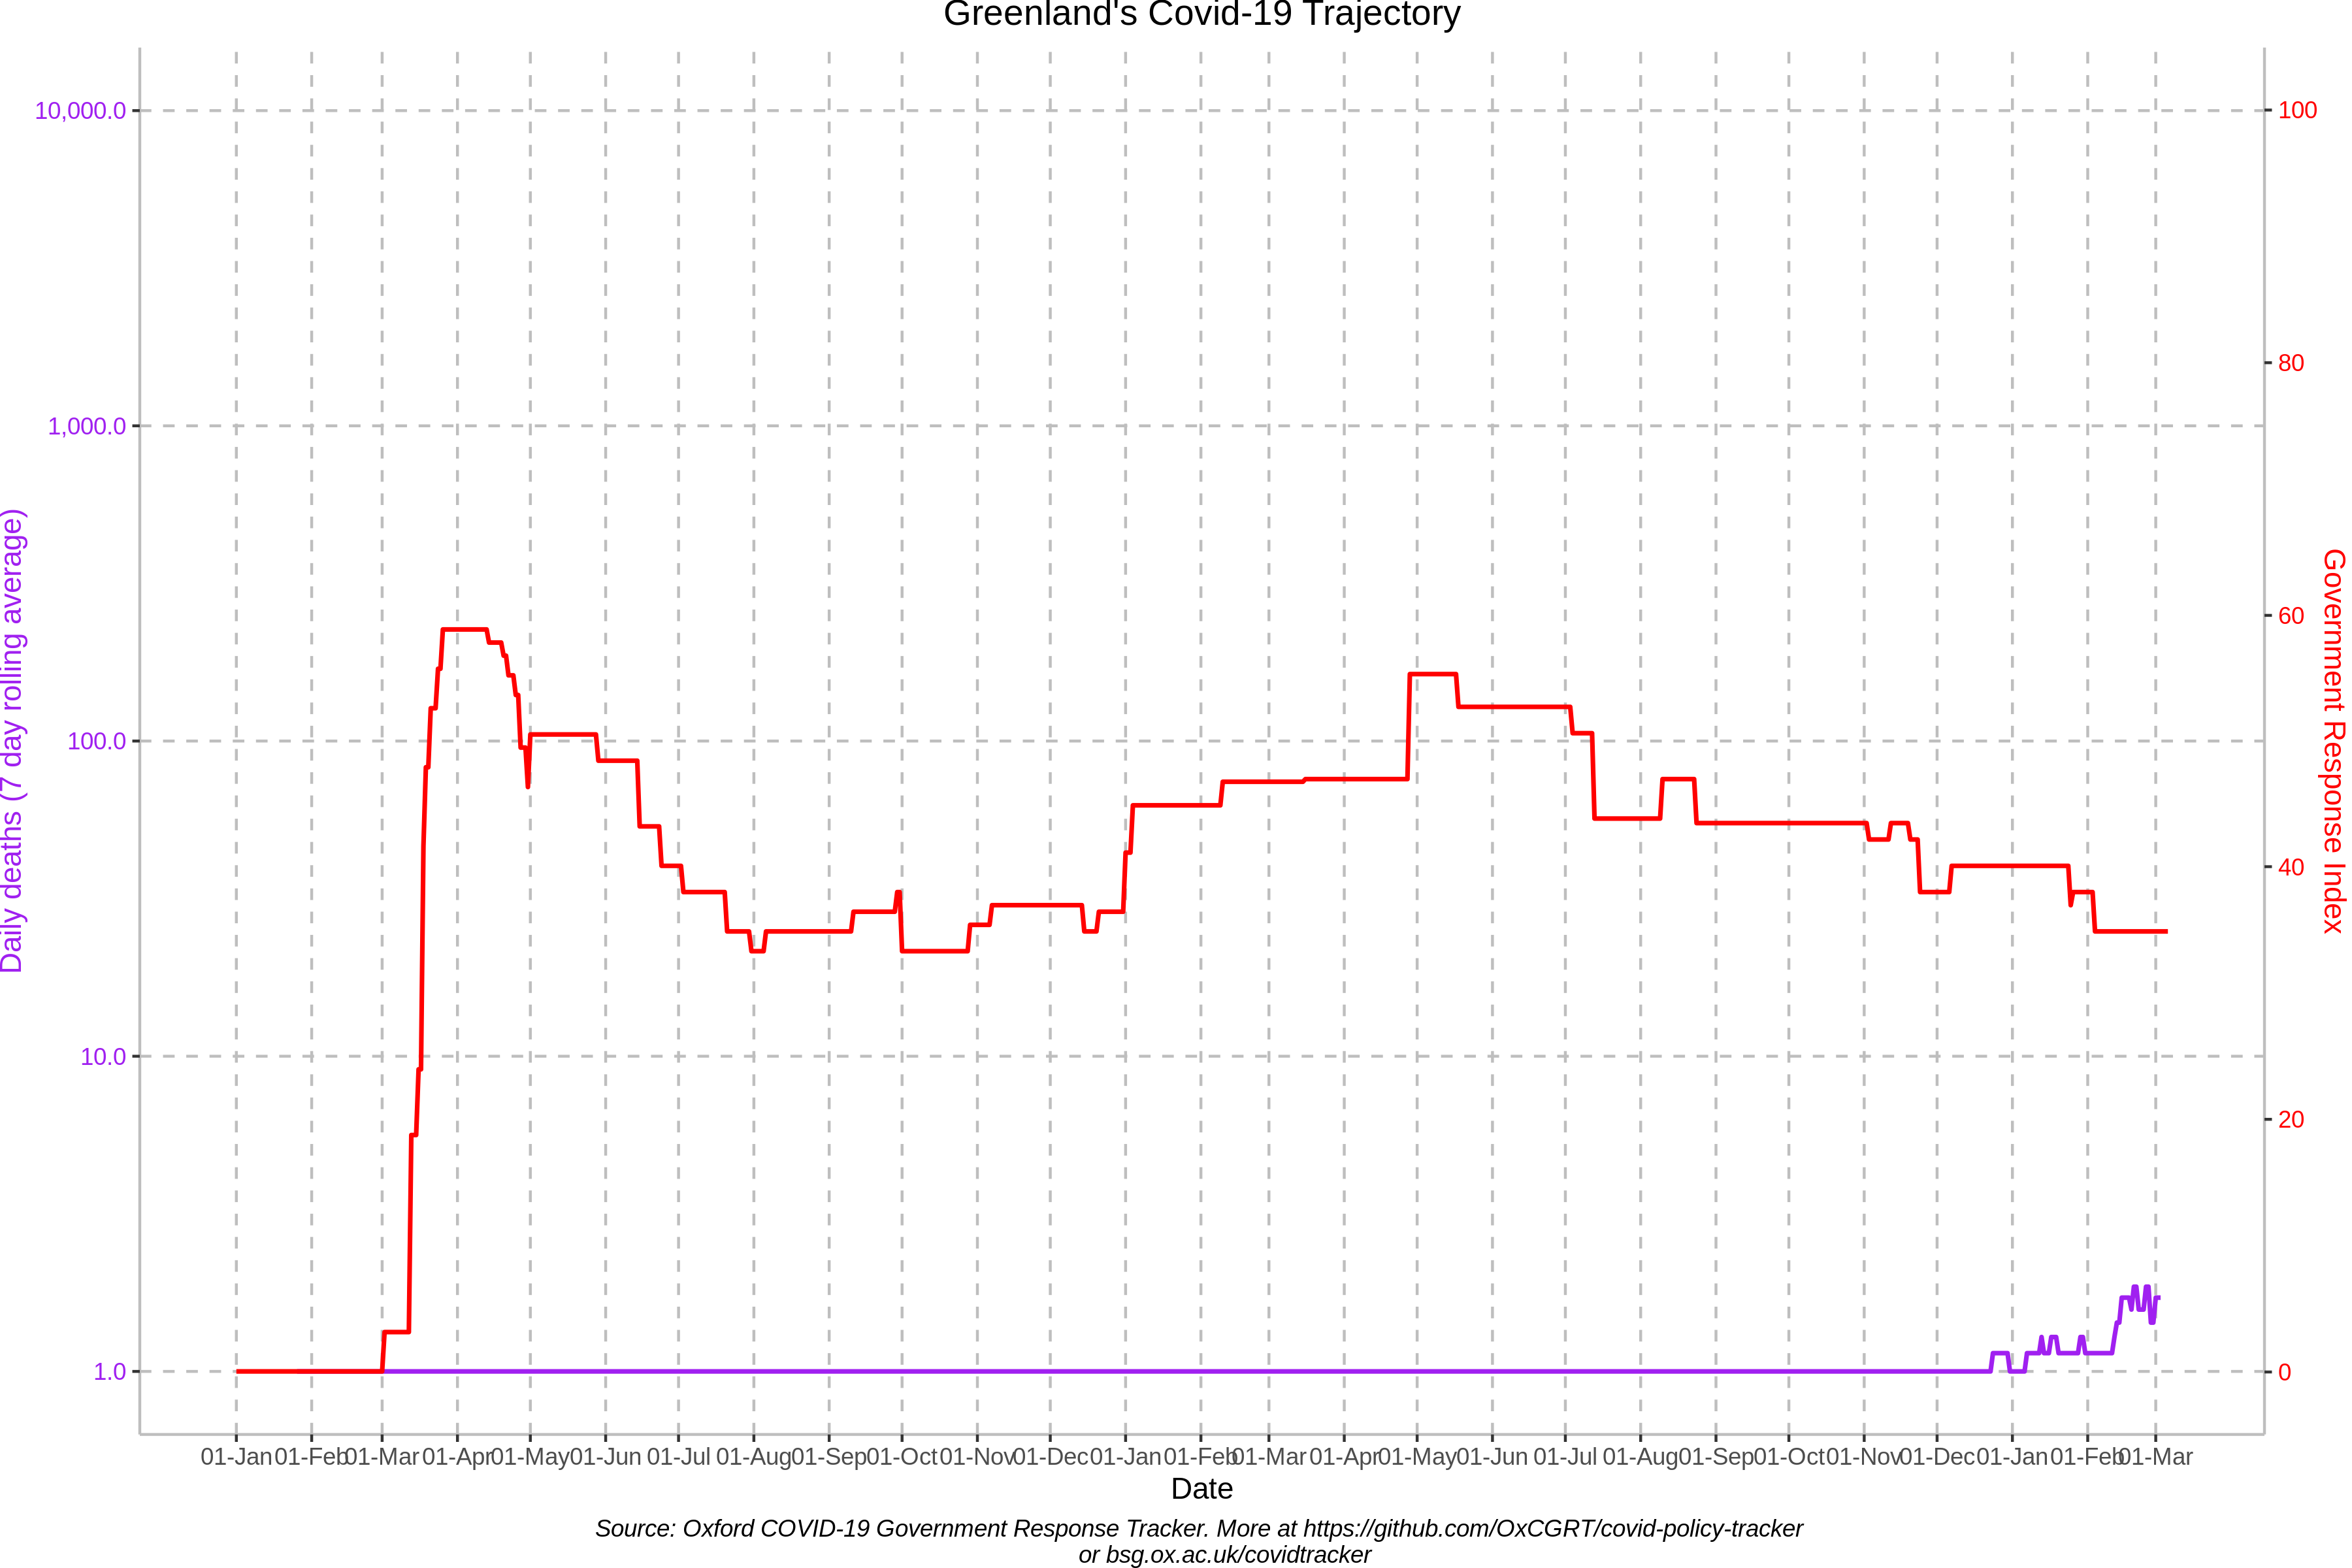 Greenland's Covid-19 Trajectory
10,000.0
1,000.0
100.0
10.0
1.0
Daily deaths (7 day rolling average)
100
80
60
40
20
0
Government Response Index
01-Jan 01-Feb 01-Mar 01-Apr 01-May 01-Jun 01-Jul 01-Aug 01-Sep 01-Oct 01-Nov 01-Dec 01-Jan 01-Feb 01-Mar 01-Apr 01-May 01-Jun 01-Jul 01-Aug 01-Sep 01-Oct 01-Nov 01-Dec 01-Jan 01-Feb 01-Mar
Date
Source: Oxford COVID-19 Government Response Tracker. More at https://github.com/OxCGRT/covid-policy-tracker
or bsg.ox.ac.uk/covidtracker